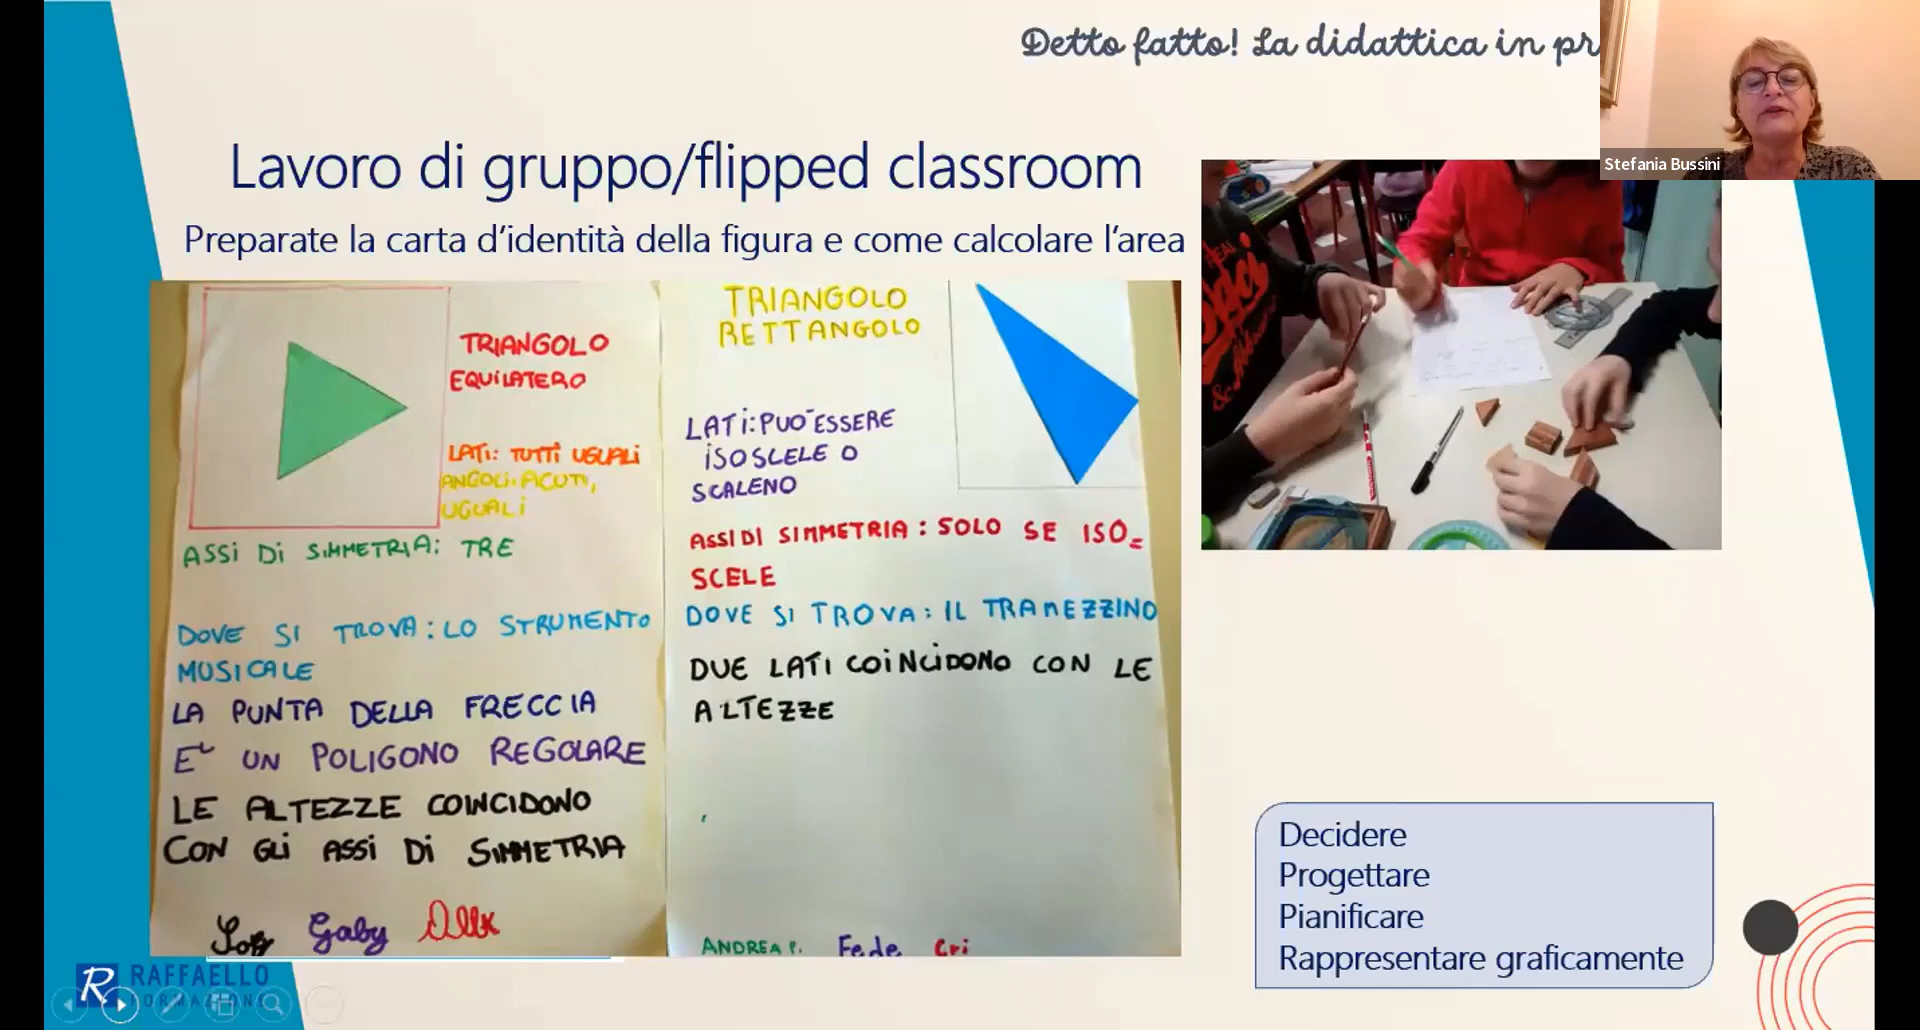 Detto fatto! La didattica in pr
Stefania Bussini
Lavoro di gruppo/flipped classroom
Preparate la carta d'identità della figura e come calcolare l'area
TRIANGOLO
EQUILATERO
LATI: TUTTI UGUALI
ANGOLI: ACUTI,
UGUALI
ASSI DI SIMMETRIA: TRE
DOVE SI TROVA: LO STRUMENTO
MUSICALE
LA PUNTA DELLA FRECCIA
E' UN POLIGONO REGOLARE
LE ALTEZZE COINCIDONO
CON GLI ASSI DI SIMMETRIA
Gaby
TRIANGOLO
RETTANGOLO
LATI: PUO' ESSERE
ISOSCELE O
SCALENO
ASSI DI SIMMETRIA: SOLO SE ISO=
SCELE
DOVE SI TROVA: IL TRAMEZZINO
DUE LATI COINCIDONO CON LE
ALTEZZE
ANDREA P. Fede Cri
Decidere
Progettare
Pianificare
Rappresentare graficamente
R RAFFAELLO
FORMAZIONE